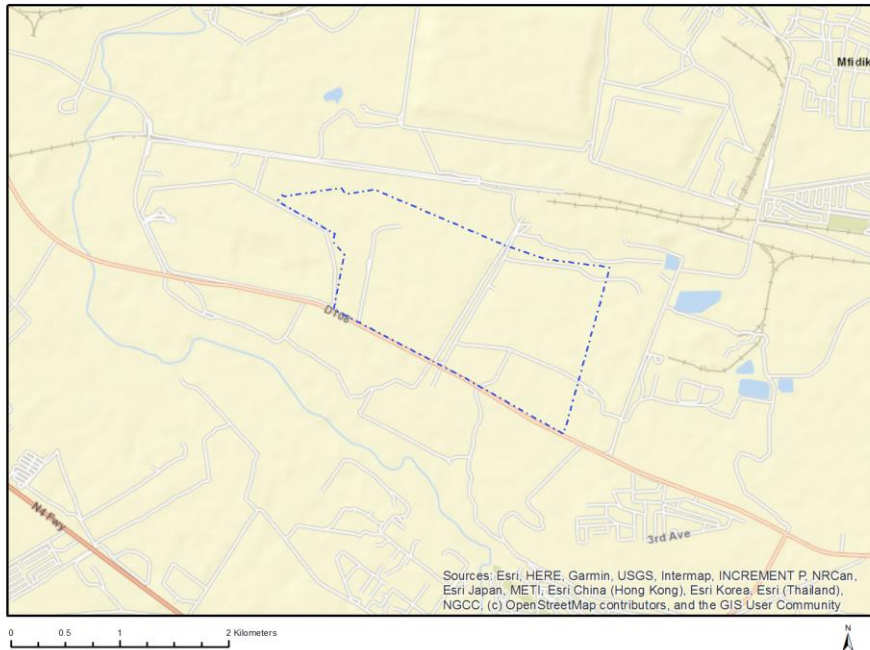 Mfidik
D108
N4 Fwy
3rd Ave
Sources: Esri, HERE, Garmin, USGS, Intermap, INCREMENT P, NRCan,
Esri Japan, METI, Esri China (Hong Kong), Esri Korea, Esri (Thailand),
NGCC, (c) OpenStreetMap contributors, and the GIS User Community
0 0.5 1 2 Kilometers
N